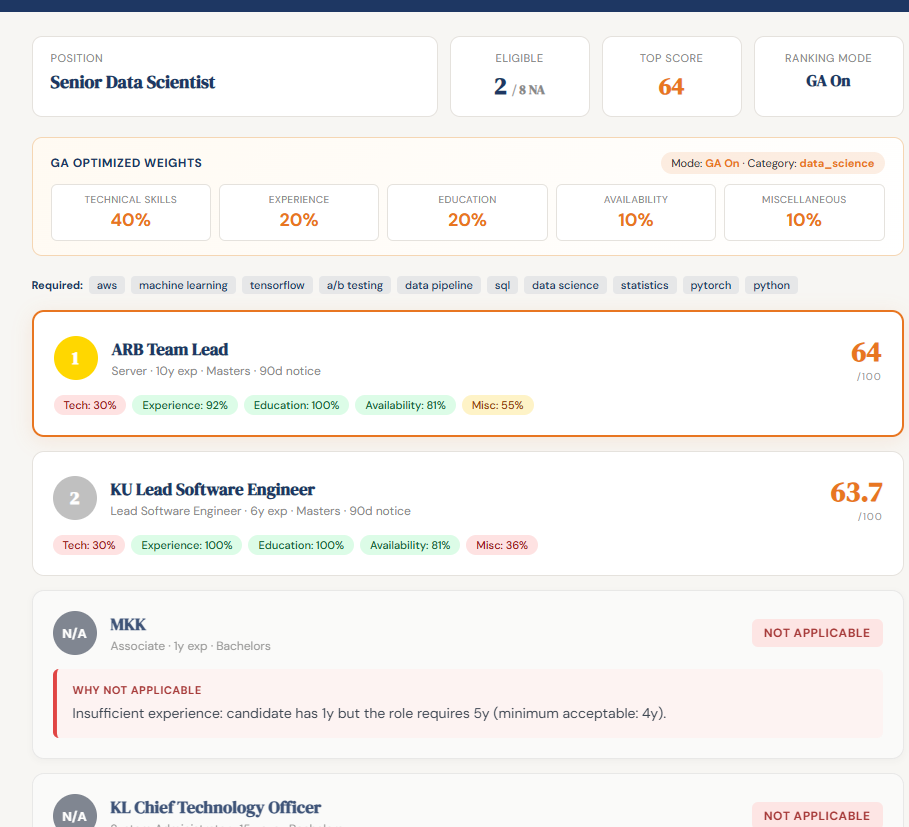 POSITION
Senior Data Scientist
ELIGIBLE
2 / 8 NA
TOP SCORE
64
RANKING MODE
GA On
GA OPTIMIZED WEIGHTS
Mode: GA On · Category: data_science
TECHNICAL SKILLS
40%
EXPERIENCE
20%
EDUCATION
20%
AVAILABILITY
10%
MISCELLANEOUS
10%
Required: aws machine learning tensorflow a/b testing data pipeline sql data science statistics pytorch python
1
ARB Team Lead
Server · 10y exp · Masters · 90d notice
64
/100
Tech: 30% Experience: 92% Education: 100% Availability: 81% Misc: 55%
2
KU Lead Software Engineer
Lead Software Engineer · 6y exp · Masters · 90d notice
63.7
/100
Tech: 30% Experience: 100% Education: 100% Availability: 81% Misc: 36%
N/A
MKK
Associate · 1y exp · Bachelors
NOT APPLICABLE
WHY NOT APPLICABLE
Insufficient experience: candidate has 1y but the role requires 5y (minimum acceptable: 4y).
N/A
KL Chief Technology Officer
NOT APPLICABLE